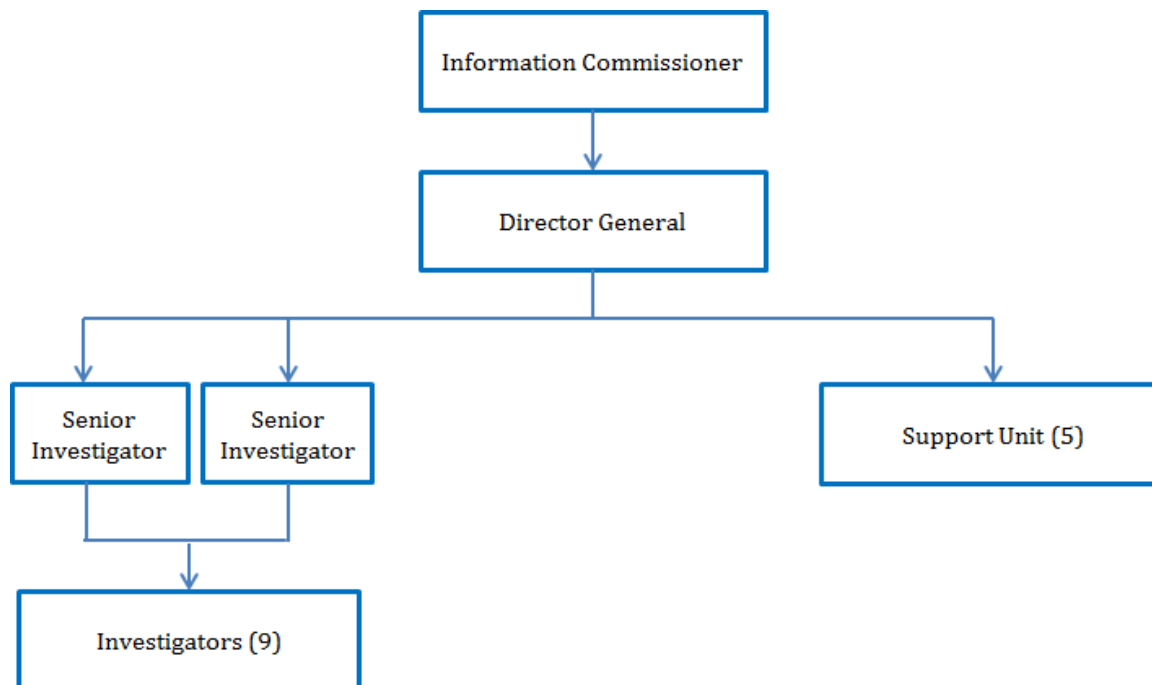 Information Commissioner
Director General
Senior
Investigator
Senior
Investigator
Support Unit (5)
Investigators (9)